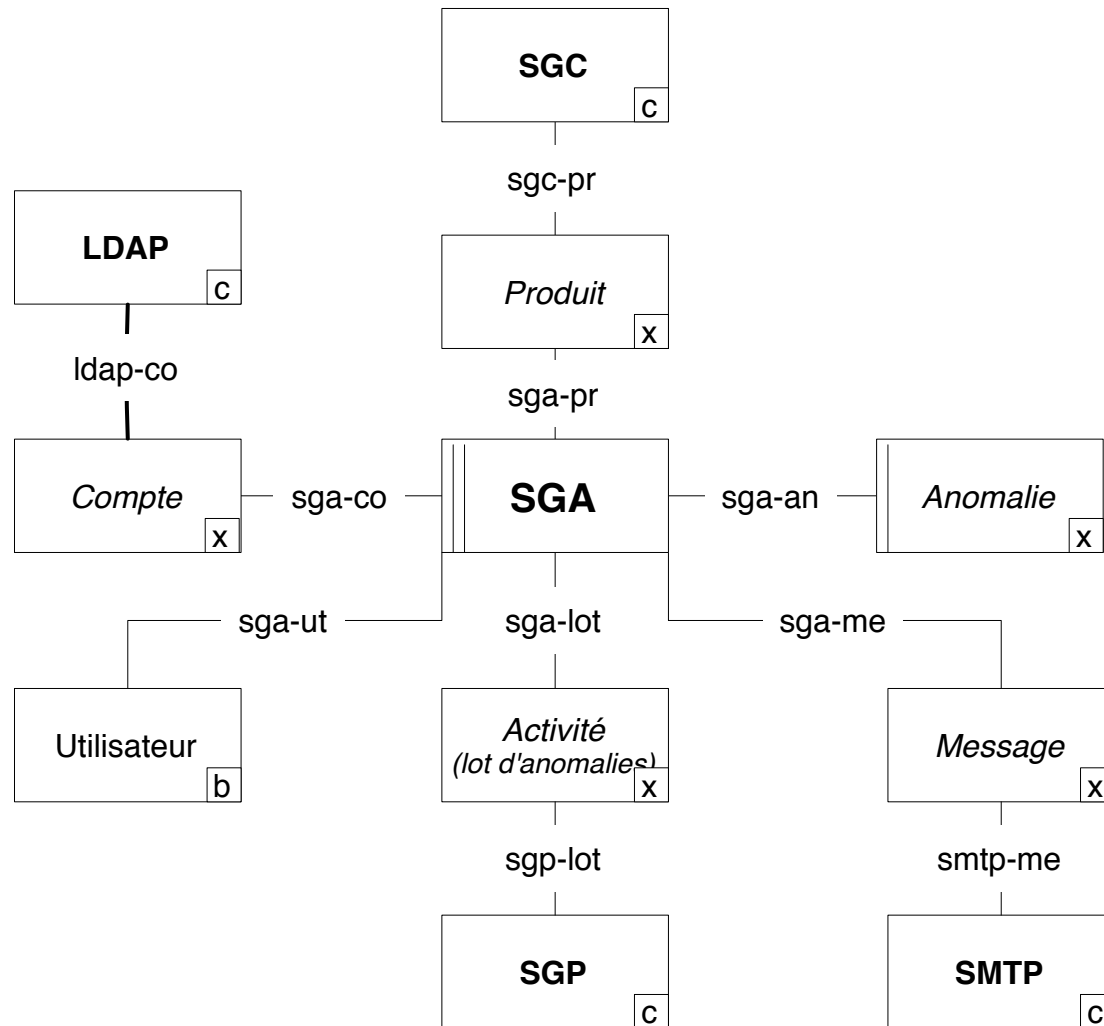 SGC
c
sgc-pr
LDAP
c
Produit
x
ldap-co
sga-pr
Compte
x
sga-co
SGA
sga-an
Anomalie
x
sga-ut
sga-lot
sga-me
Utilisateur
b
Activité
(lot d'anomalies)
x
Message
x
sgp-lot
smtp-me
SGP
c
SMTP
c